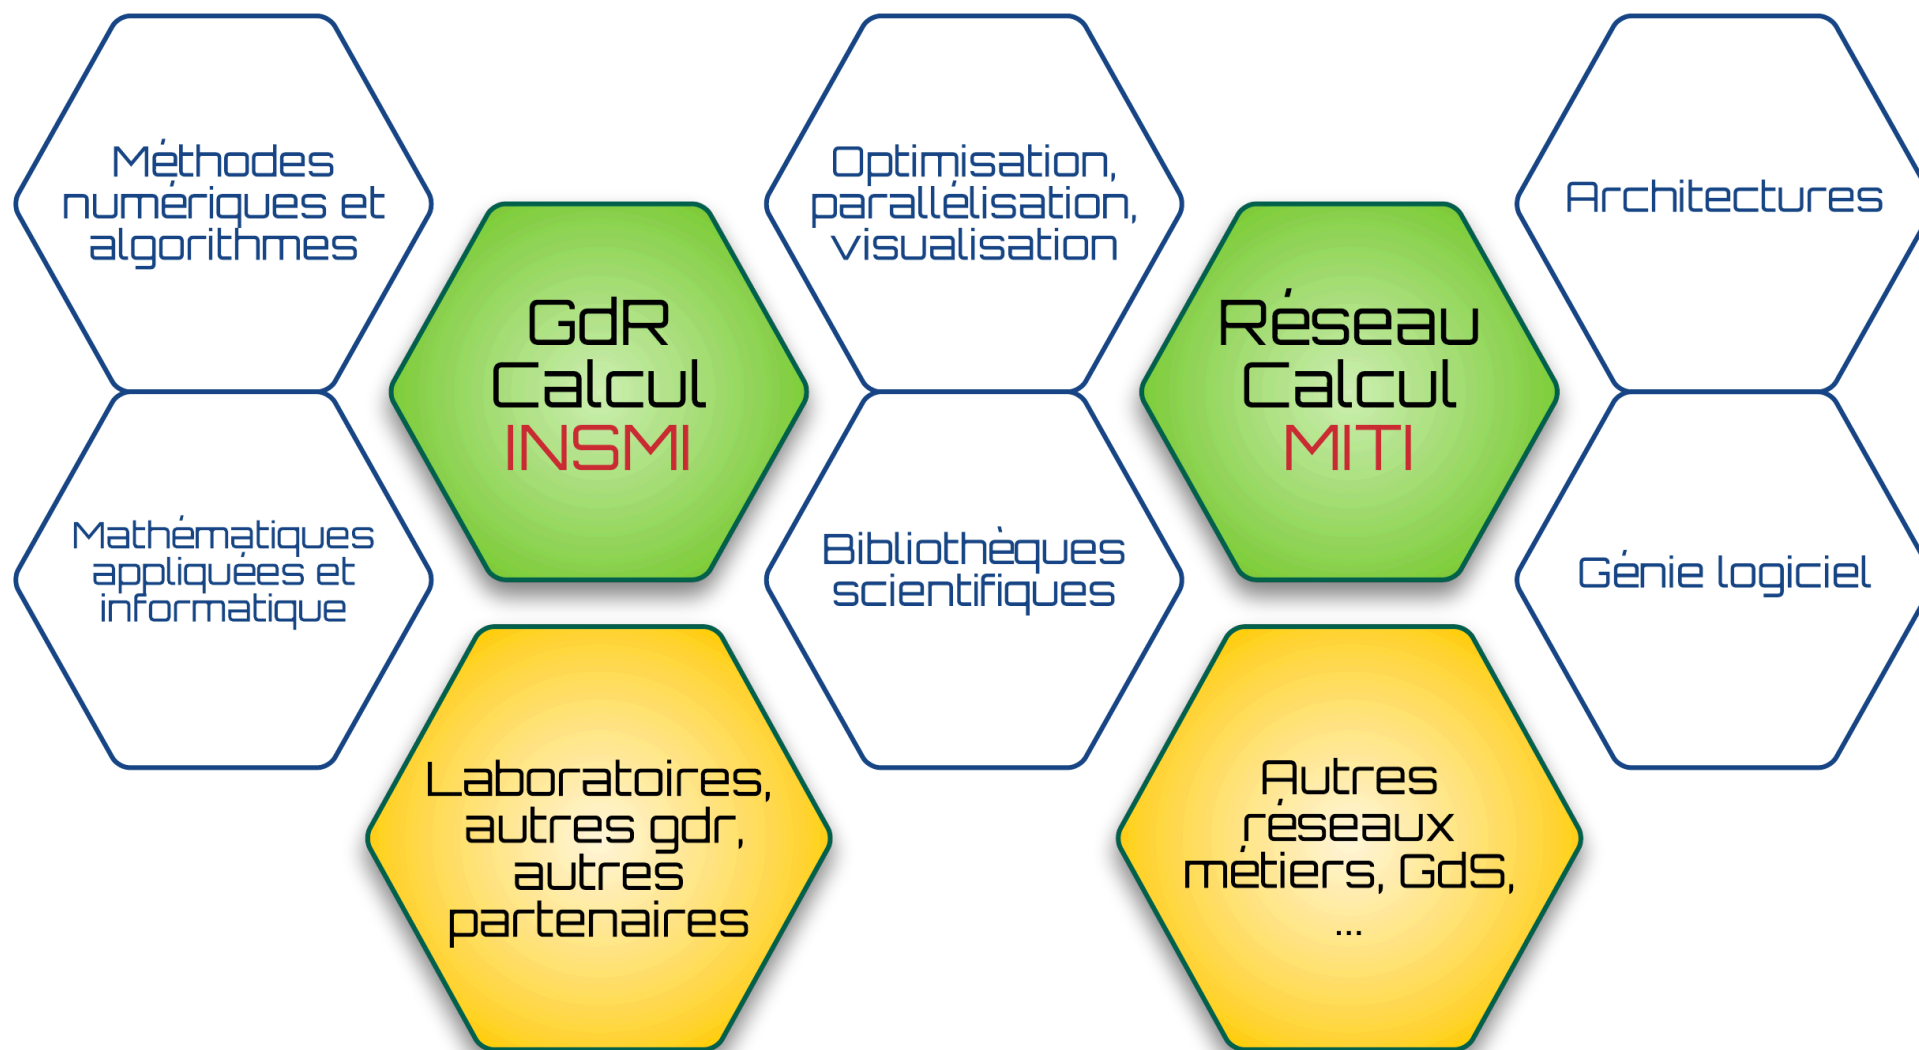 Méthodes
numériques et
algorithmes
Optimisation,
parallélisation,
visualisation
Architectures
GdR
Calcul
INSMI
Réseau
Calcul
MITI
Mathématiques
appliquées et
informatique
Bibliothèques
scientifiques
Génie logiciel
Laboratoires,
autres gdr,
autres
partenaires
Autres
réseaux
métiers, GdS,
...